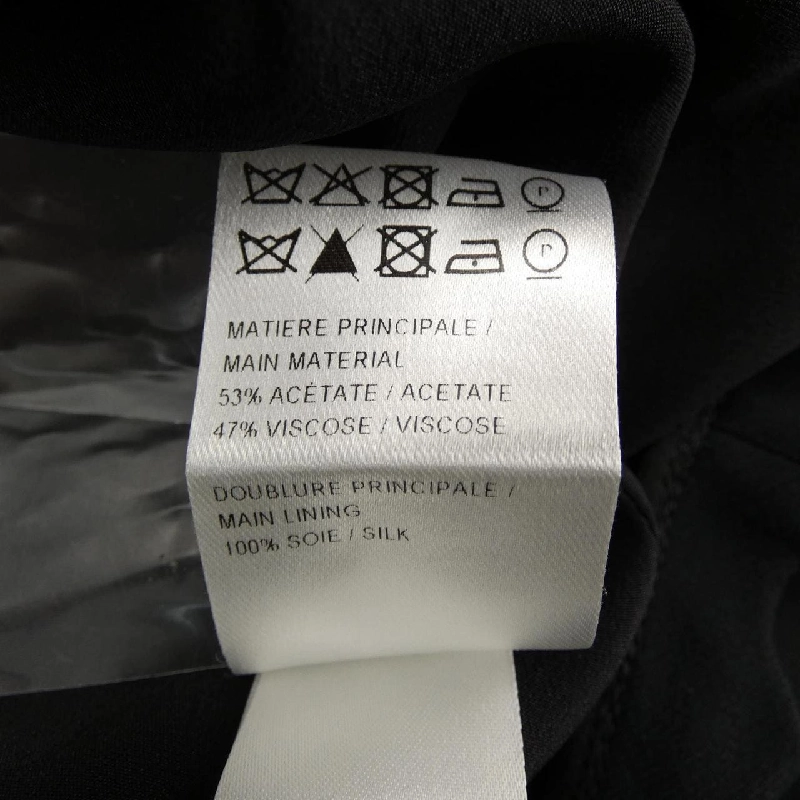 P
P
MATIERE PRINCIPALE /
MAIN MATERIAL
53% ACÉTATE / ACETATE
47% VISCOSE / VISCOSE
DOUBLURE PRINCIPALE /
MAIN LINING
100% SOIE / SILK